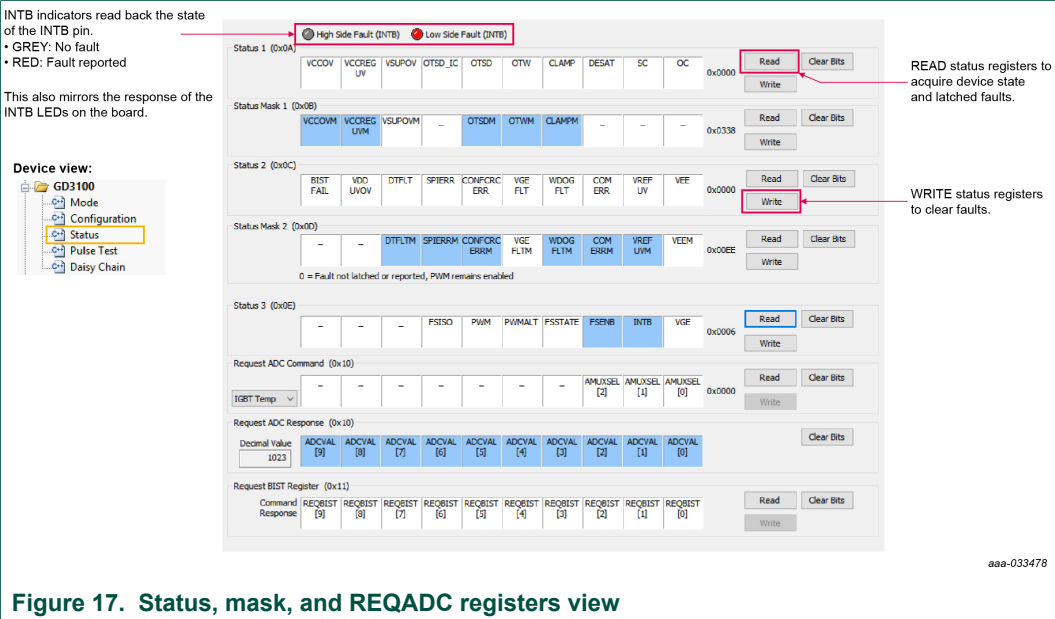 INTB indicators read back the state
of the INTB pin.
• GREY: No fault
• RED: Fault reported
This also mirrors the response of the
INTB LEDs on the board.
Device view:
GD3100
Mode
Configuration
Status
Pulse Test
Daisy Chain
High Side Fault (INTB) Low Side Fault (INTB)
Status 1 (0x0A)
VCCOV VCCREG UV VSUPOV OTSD_IC OTSD OTW CLAMP DESAT SC OC 0x0000 Read Clear Bits
Write
READ status registers to
acquire device state
and latched faults.
Status Mask 1 (0x0B)
VCCOVM VCCREG UVM VSUPOVM – OTSDM OTWM CLAMPM – – – 0x0338 Read Clear Bits
Write
Status 2 (0x0C)
BIST FAIL VDD UVOV DTFLT SPIERR CONFCRC ERR VGE FLT WDOG FLT COM ERR VREF UV VEE 0x0000 Read Clear Bits
Write
WRITE status registers
to clear faults.
Status Mask 2 (0x0D)
– – DTFLTM SPIERRM CONFCRC ERRM VGE FLTM WDOG FLTM COM ERRM VREF UVM VEEM 0x00EE Read Clear Bits
Write
0 = Fault not latched or reported, PWM remains enabled
Status 3 (0x0E)
– – – FSISO PWM PWMALT FSSTATE FSENB INTB VGE 0x0006 Read Clear Bits
Write
Request ADC Command (0x10)
IGBT Temp – – – – – – – AMUXSEL [2] AMUXSEL [1] AMUXSEL [0] 0x0000 Read Clear Bits
Write
Request ADC Response (0x10)
Decimal Value 1023 ADCVAL [9] ADCVAL [8] ADCVAL [7] ADCVAL [6] ADCVAL [5] ADCVAL [4] ADCVAL [3] ADCVAL [2] ADCVAL [1] ADCVAL [0] Clear Bits
Request BIST Register (0x11)
Command Response REQBIST [9] REQBIST [8] REQBIST [7] REQBIST [6] REQBIST [5] REQBIST [4] REQBIST [3] REQBIST [2] REQBIST [1] REQBIST [0] Read Clear Bits
Write
aaa-033478
Figure 17. Status, mask, and REQADC registers view